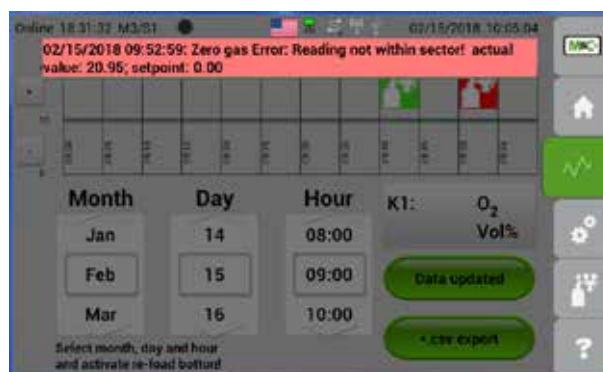 Online 18:31:32 M3/S1 02/15/2018 10:05:04
02/15/2018 09:52:59: Zero gas Error: Reading not within sector! actual
value: 20.95; setpoint: 0.00
Month Day Hour
K1: O₂
Vol%
Jan 14 08:00
Feb 15 09:00
Mar 16 10:00
Data updated
*.csv export
Select month, day and hour
and activate re-load button!
?